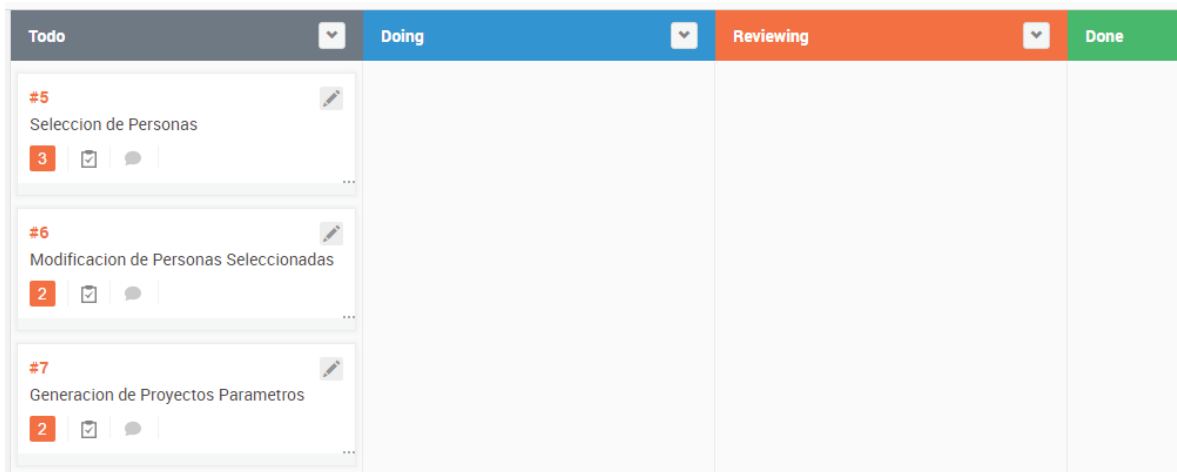 Todo
Doing
Reviewing
Done
#5
Seleccion de Personas
3
#6
Modificacion de Personas Seleccionadas
2
#7
Generacion de Proyectos Parametros
2